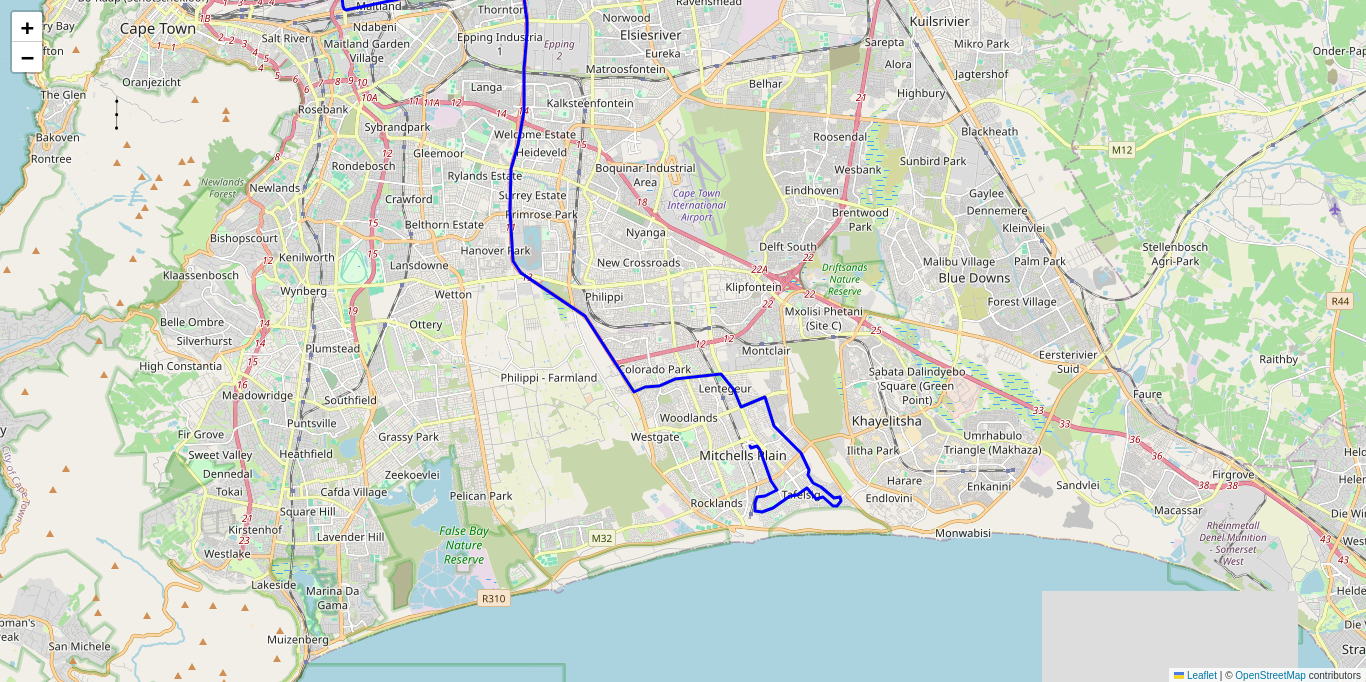 Maitland
Thornton
Ravensmead
Cape Town
Ndabeni
Norwood
Kuilsrivier
Salt River
Epping Industria
1
Elsiesriver
Sarepta
Mikro Park
Maitland Garden
Village
Epping
2
Eureka
Alora
Oranjezicht
Matroosfontein
Jagtershof
The Glen
Langa
Belhar
Highbury
Rosebank
Kalksteenfontein
Sybrandpark
Welcome Estate
Roosendal
Blackheath
Bakoven
Rontree
Gleemoor
Heideveld
M12
Rondebosch
Rylands Estate
Boquinar Industrial
Area
Wesbank
Sunbird Park
Newlands
Forest
Newlands
Crawford
Surrey Estate
Cape Town
International
Airport
Eindhoven
Gaylee
Primrose Park
Brentwood
Park
Dennemere
Bishopscourt
Belthorn Estate
Nyanga
Kleinvlei
Kenilworth
Hanover Park
Delft South
Stellenbosch
Agri-Park
Klaassenbosch
Lansdowne
New Crossroads
Driftsands
Nature
Reserve
Malibu Village
Palm Park
Blue Downs
Wynberg
Wetton
Philippi
Klipfontein
Forest Village
R44
Belle Ombre
Ottery
Mxolisi Phetani
(Site C)
Silverhurst
Plumstead
Montclair
Eersterivier
Suid
Raithby
High Constantia
Philippi - Farmland
Colorado Park
Sabata Dalindyebo
Square (Green
Point)
Meadowridge
Southfield
Lentegeur
Faure
Puntsville
Woodlands
Khayelitsha
Fir Grove
Grassy Park
Westgate
Umrhabulo
Triangle (Makhaza)
Sweet Valley
Heathfield
Mitchells Plain
Ilitha Park
Dennedal
Zeekoevlei
Firgrove
Tokai
Cafda Village
Pelican Park
Rocklands
Tafelsig
Harare
Enkanini
Sandvlei
Endlovini
Macassar
Square Hill
Kirstenhof
Lavender Hill
False Bay
Nature
Reserve
M32
Monwabisi
Rheinmetall
Denel Munition
- Somerset
West
Westlake
Lakeside
Marina Da
Gama
R310
Muizenberg
San Michele
Leaflet | © OpenStreetMap contributors